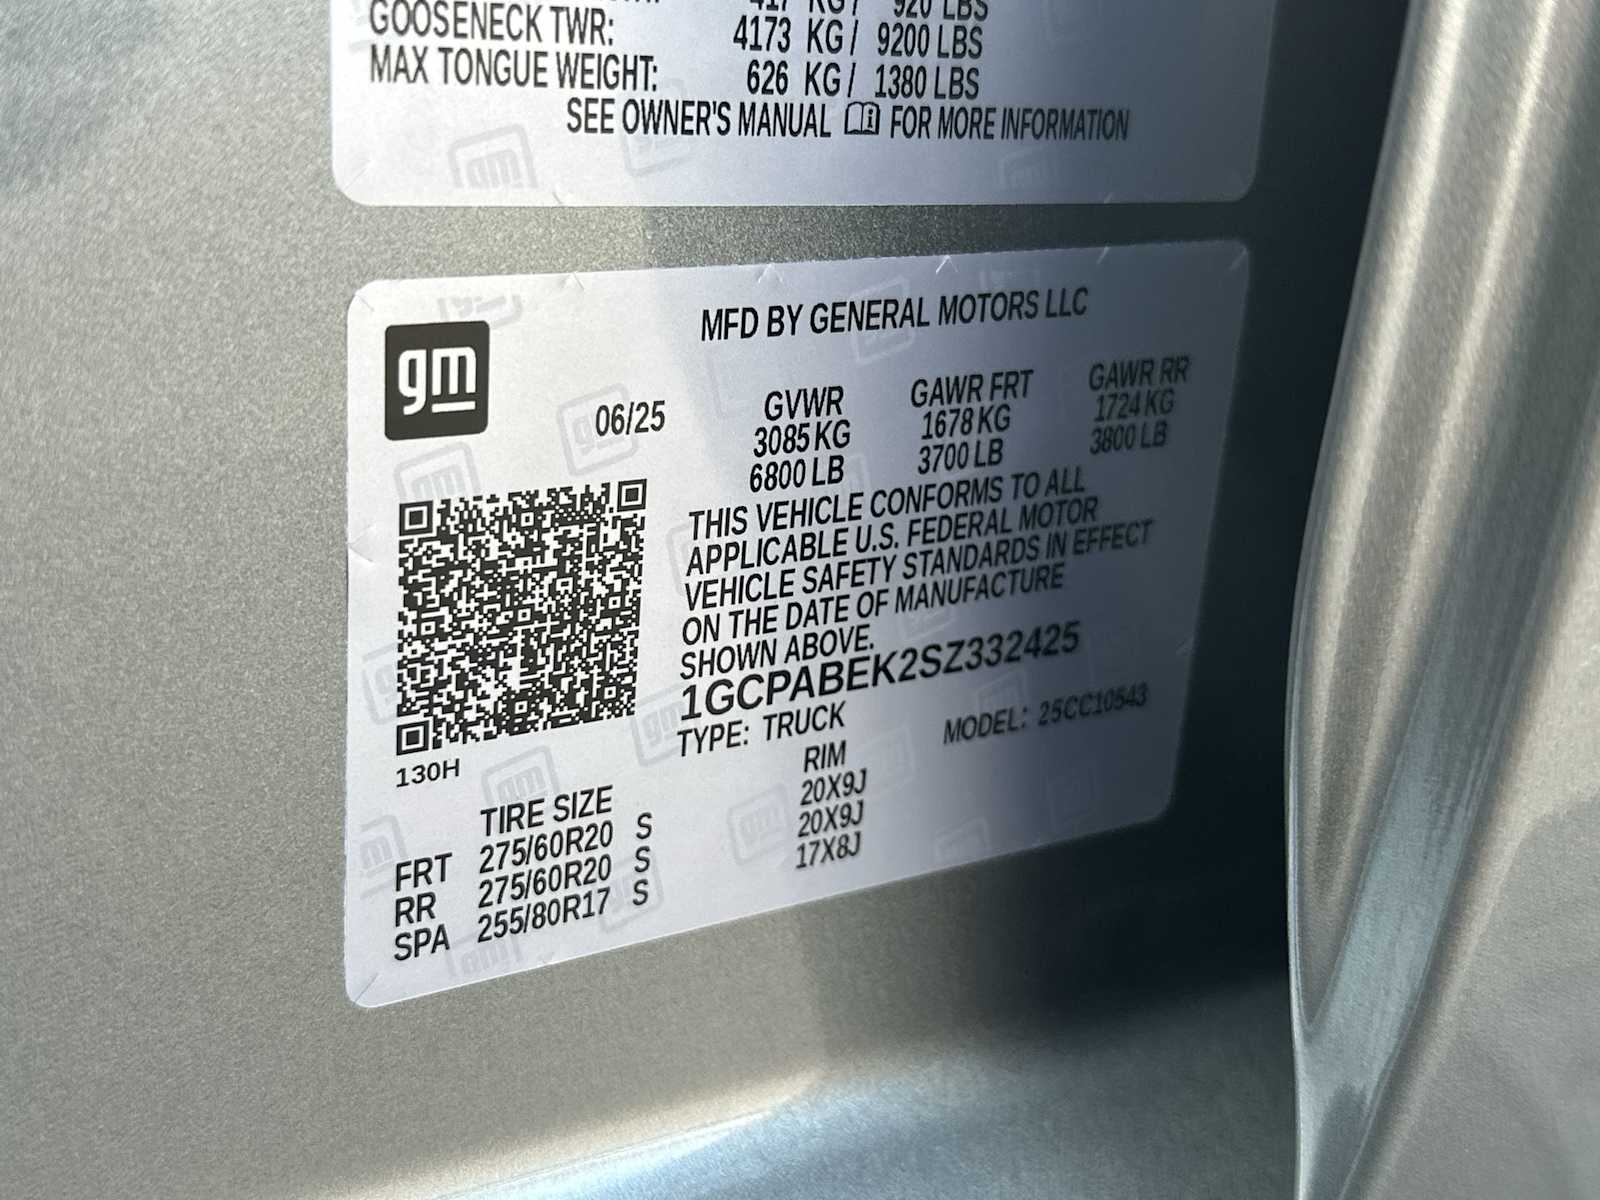 417 KG/ 920 LBS
GOOSENECK TWR: 4173 KG/ 9200 LBS
MAX TONGUE WEIGHT: 626 KG/ 1380 LBS
SEE OWNER'S MANUAL FOR MORE INFORMATION
gm
MFD BY GENERAL MOTORS LLC
06/25
GVWR GAWR FRT GAWR RR
3085 KG 1678 KG 1724 KG
6800 LB 3700 LB 3800 LB
THIS VEHICLE CONFORMS TO ALL
APPLICABLE U.S. FEDERAL MOTOR
VEHICLE SAFETY STANDARDS IN EFFECT
ON THE DATE OF MANUFACTURE
SHOWN ABOVE.
1GCPABEK2SZ332425
TYPE: TRUCK MODEL: 25CC10543
130H
TIRE SIZE RIM
FRT 275/60R20 S 20X9J
RR 275/60R20 S 20X9J
SPA 255/80R17 S 17X8J